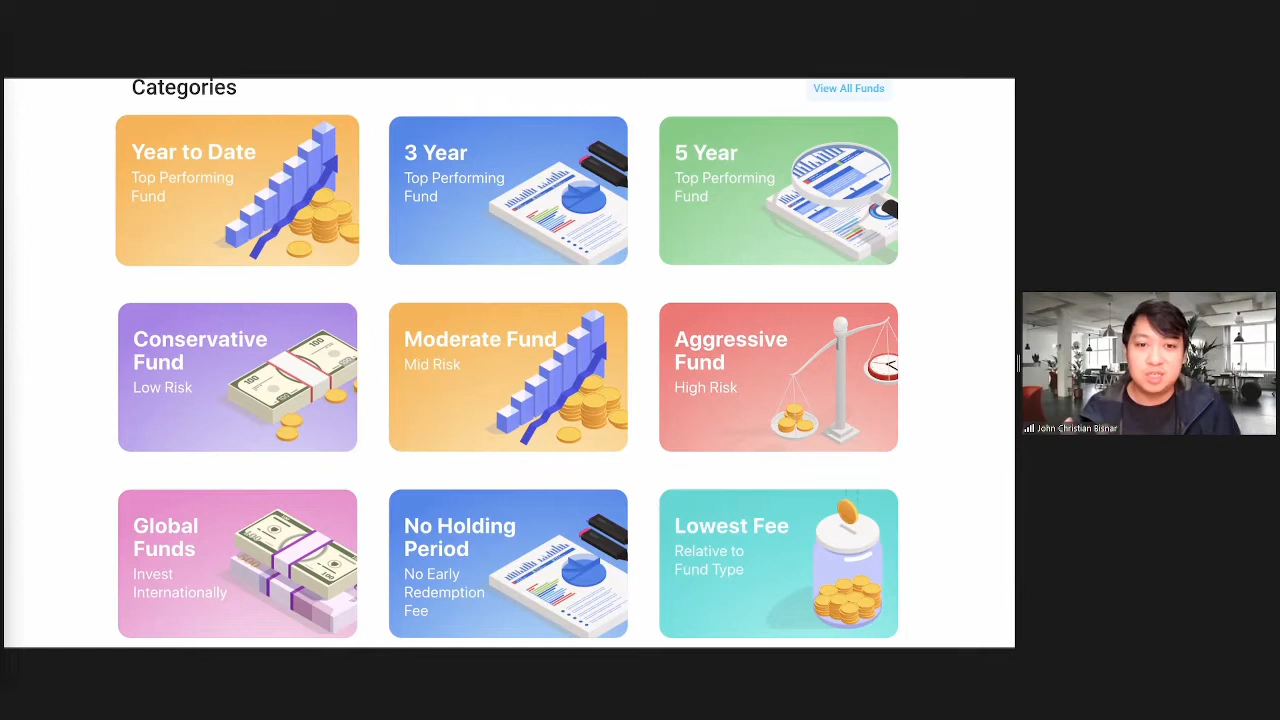 Categories
View All Funds
Year to Date
Top Performing
Fund
3 Year
Top Performing
Fund
5 Year
Top Performing
Fund
Conservative
Fund
Low Risk
Moderate Fund
Mid Risk
Aggressive
Fund
High Risk
Global
Funds
Invest
Internationally
No Holding
Period
No Early
Redemption
Fee
Lowest Fee
Relative to
Fund Type
John Christian Bisnar